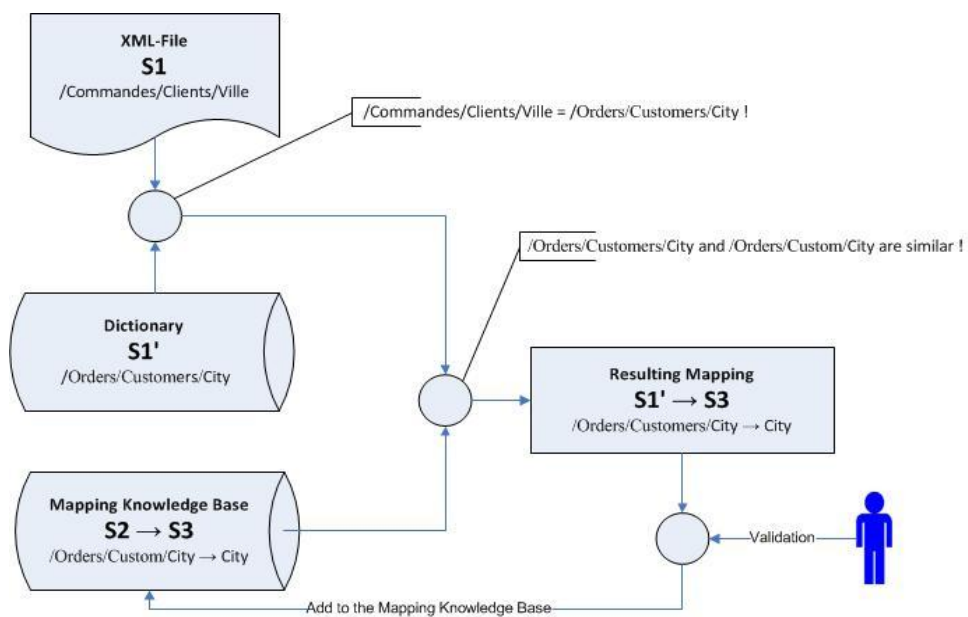 XML-File
S1
/Commandes/Clients/Ville
/Commandes/Clients/Ville = /Orders/Customers/City !
/Orders/Customers/City and /Orders/Custom/City are similar !
Dictionary
S1'
/Orders/Customers/City
Resulting Mapping
S1' → S3
/Orders/Customers/City → City
Mapping Knowledge Base
S2 → S3
/Orders/Custom/City → City
Validation
Add to the Mapping Knowledge Base